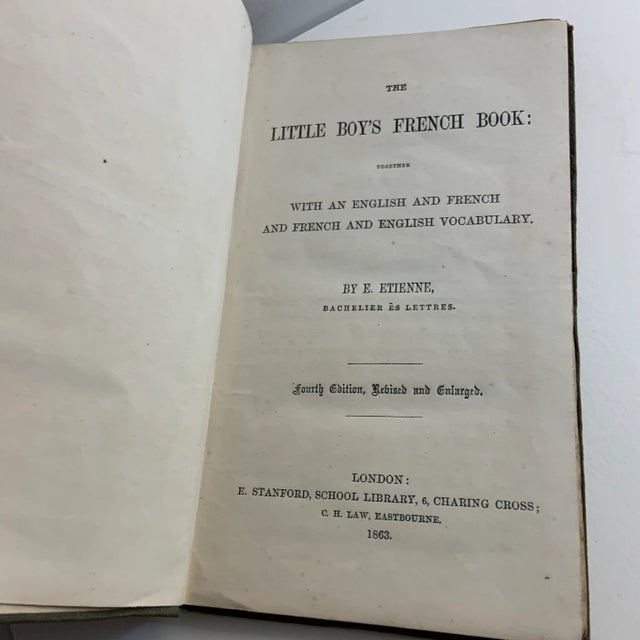 THE
LITTLE BOY'S FRENCH BOOK:
TOGETHER
WITH AN ENGLISH AND FRENCH
AND FRENCH AND ENGLISH VOCABULARY.
BY E. ETIENNE,
BACHELIER ÈS LETTRES.
Fourth Edition, Revised and Enlarged.
LONDON:
E. STANFORD, SCHOOL LIBRARY, 6, CHARING CROSS;
C. H. LAW, EASTBOURNE.
1863.